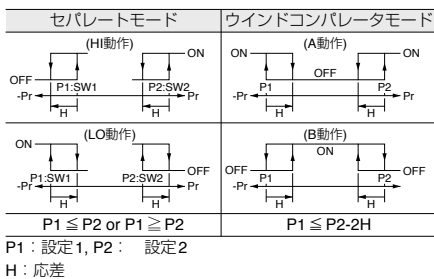 セパレートモード ウインドコンパレータモード
(HI動作) (A動作)
ON ON ON
OFF OFF
P1:SW1 P2:SW2 P1 P2
-Pr Pr -Pr Pr
H H H H
(LO動作) (B動作)
ON ON
OFF OFF OFF
P1:SW1 P2:SW2 P1 P2
-Pr Pr -Pr Pr
H H H H
P1≦P2 or P1≧P2 P1≦P2-2H
P1：設定1, P2： 設定2
H：応差